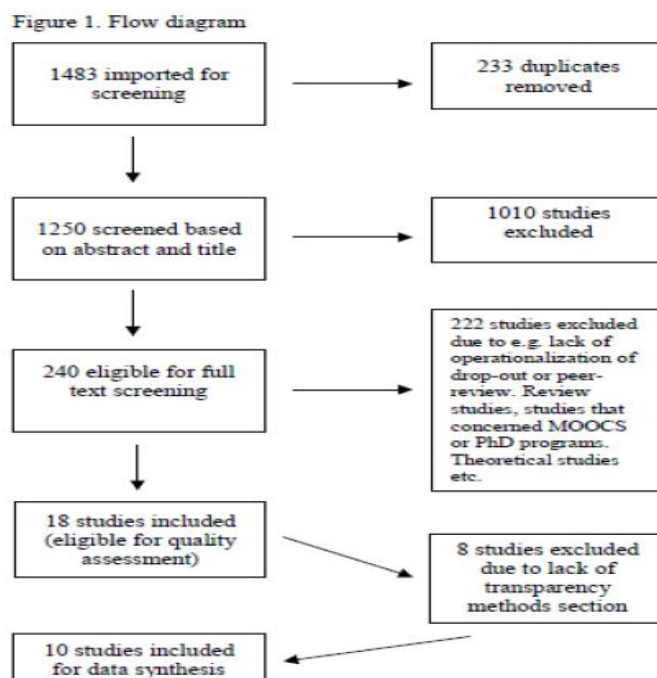 Figure 1. Flow diagram
1483 imported for
screening
233 duplicates
removed
1250 screened based
on abstract and title
1010 studies
excluded
240 eligible for full
text screening
222 studies excluded
due to e.g. lack of
operationalization of
drop-out or peer-
review. Review
studies, studies that
concerned MOOCS
or PhD programs.
Theoretical studies
etc.
18 studies included
(eligible for quality
assessment)
8 studies excluded
due to lack of
transparency
methods section
10 studies included
for data synthesis